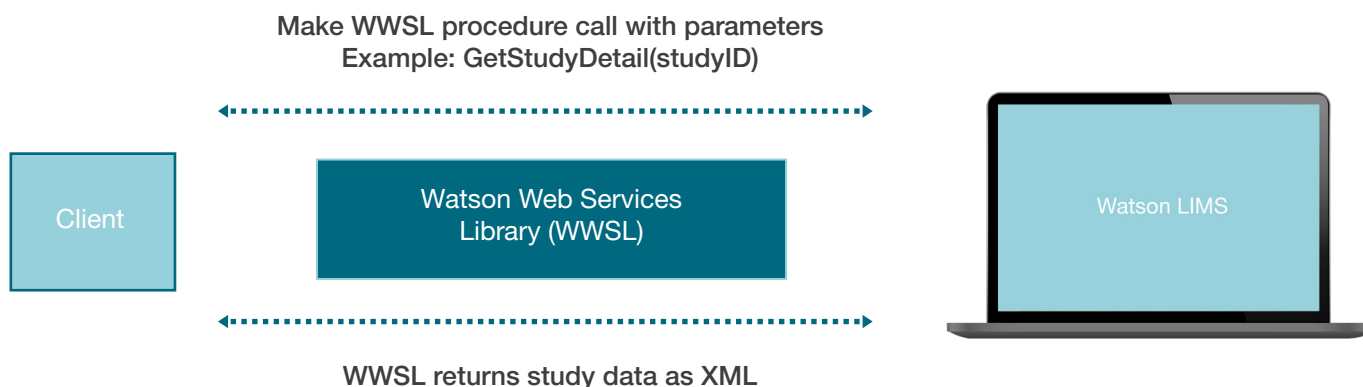 Make WWSL procedure call with parameters
Example: GetStudyDetail(studyID)
Client
Watson Web Services
Library (WWSL)
Watson LIMS
WWSL returns study data as XML